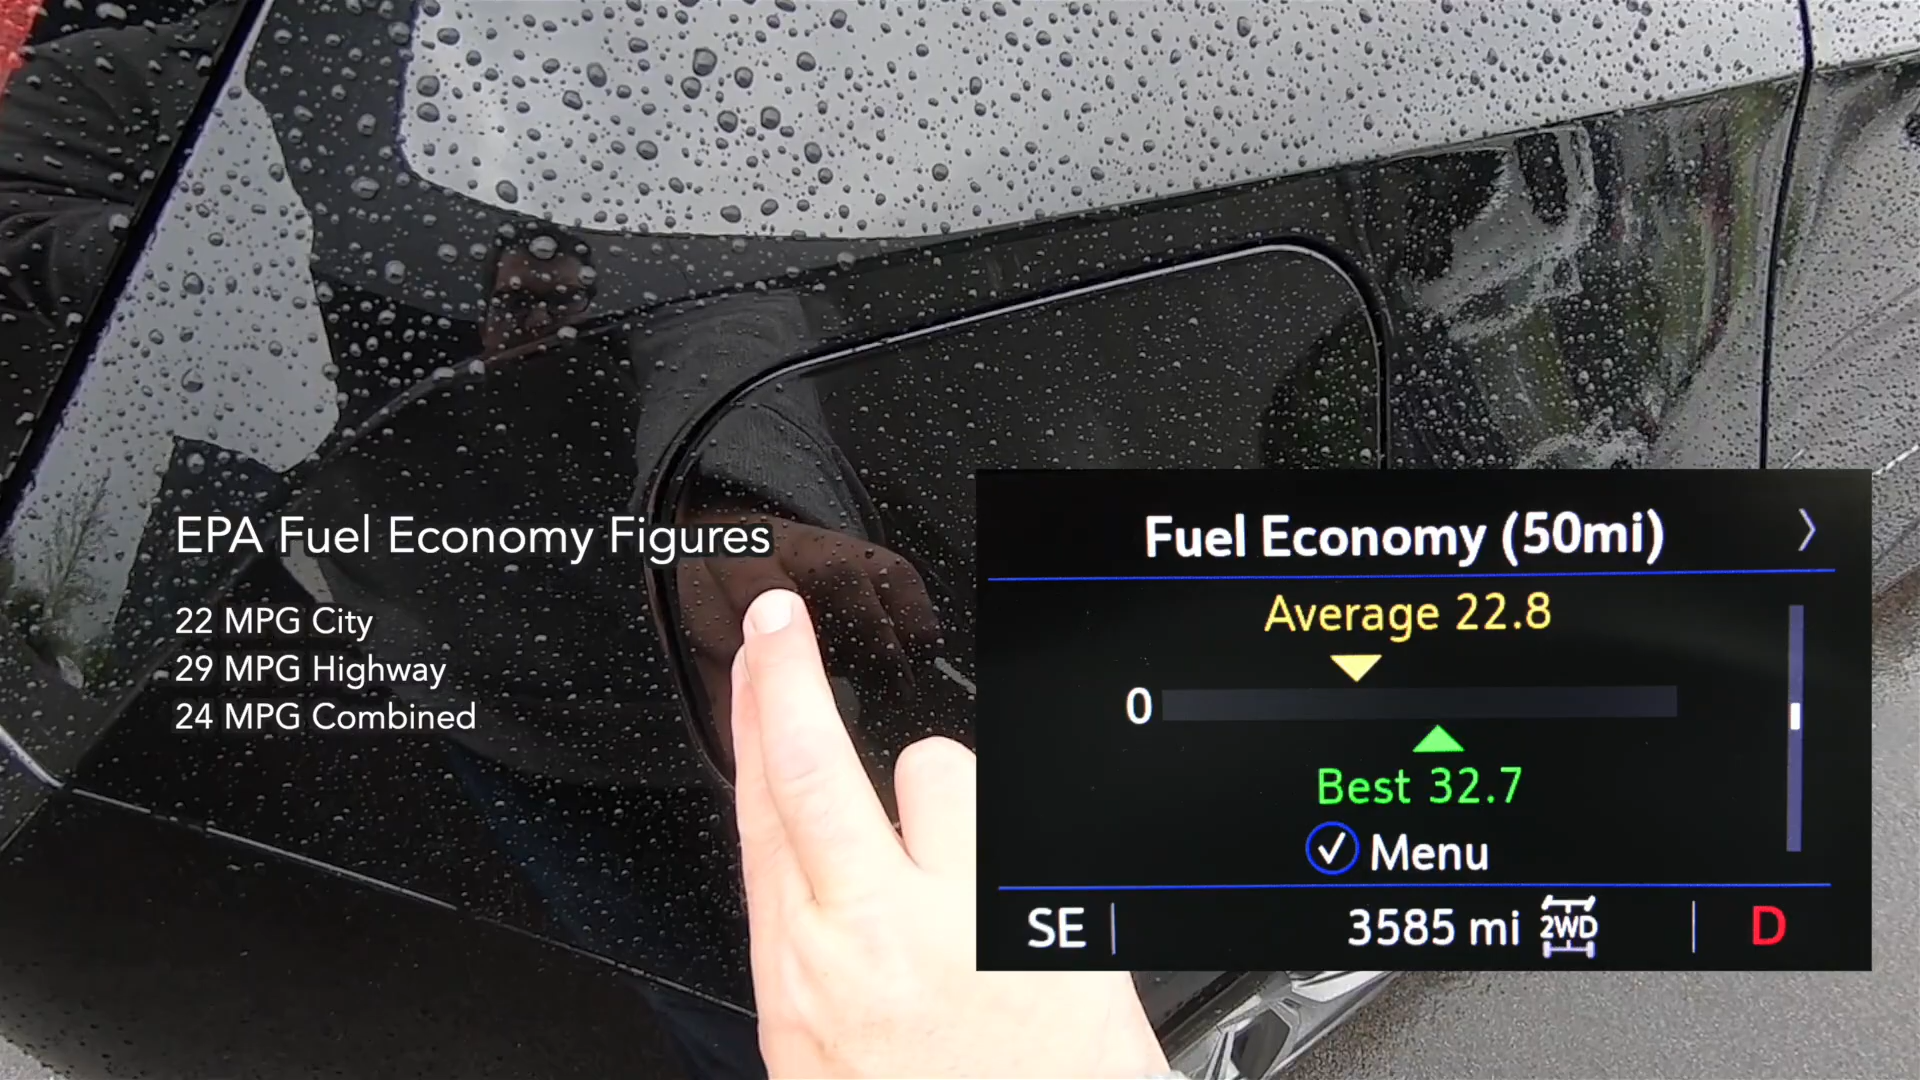 EPA Fuel Economy Figures
22 MPG City
29 MPG Highway
24 MPG Combined
Fuel Economy (50mi)
Average 22.8
0
Best 32.7
Menu
SE
3585 mi
2WD
D